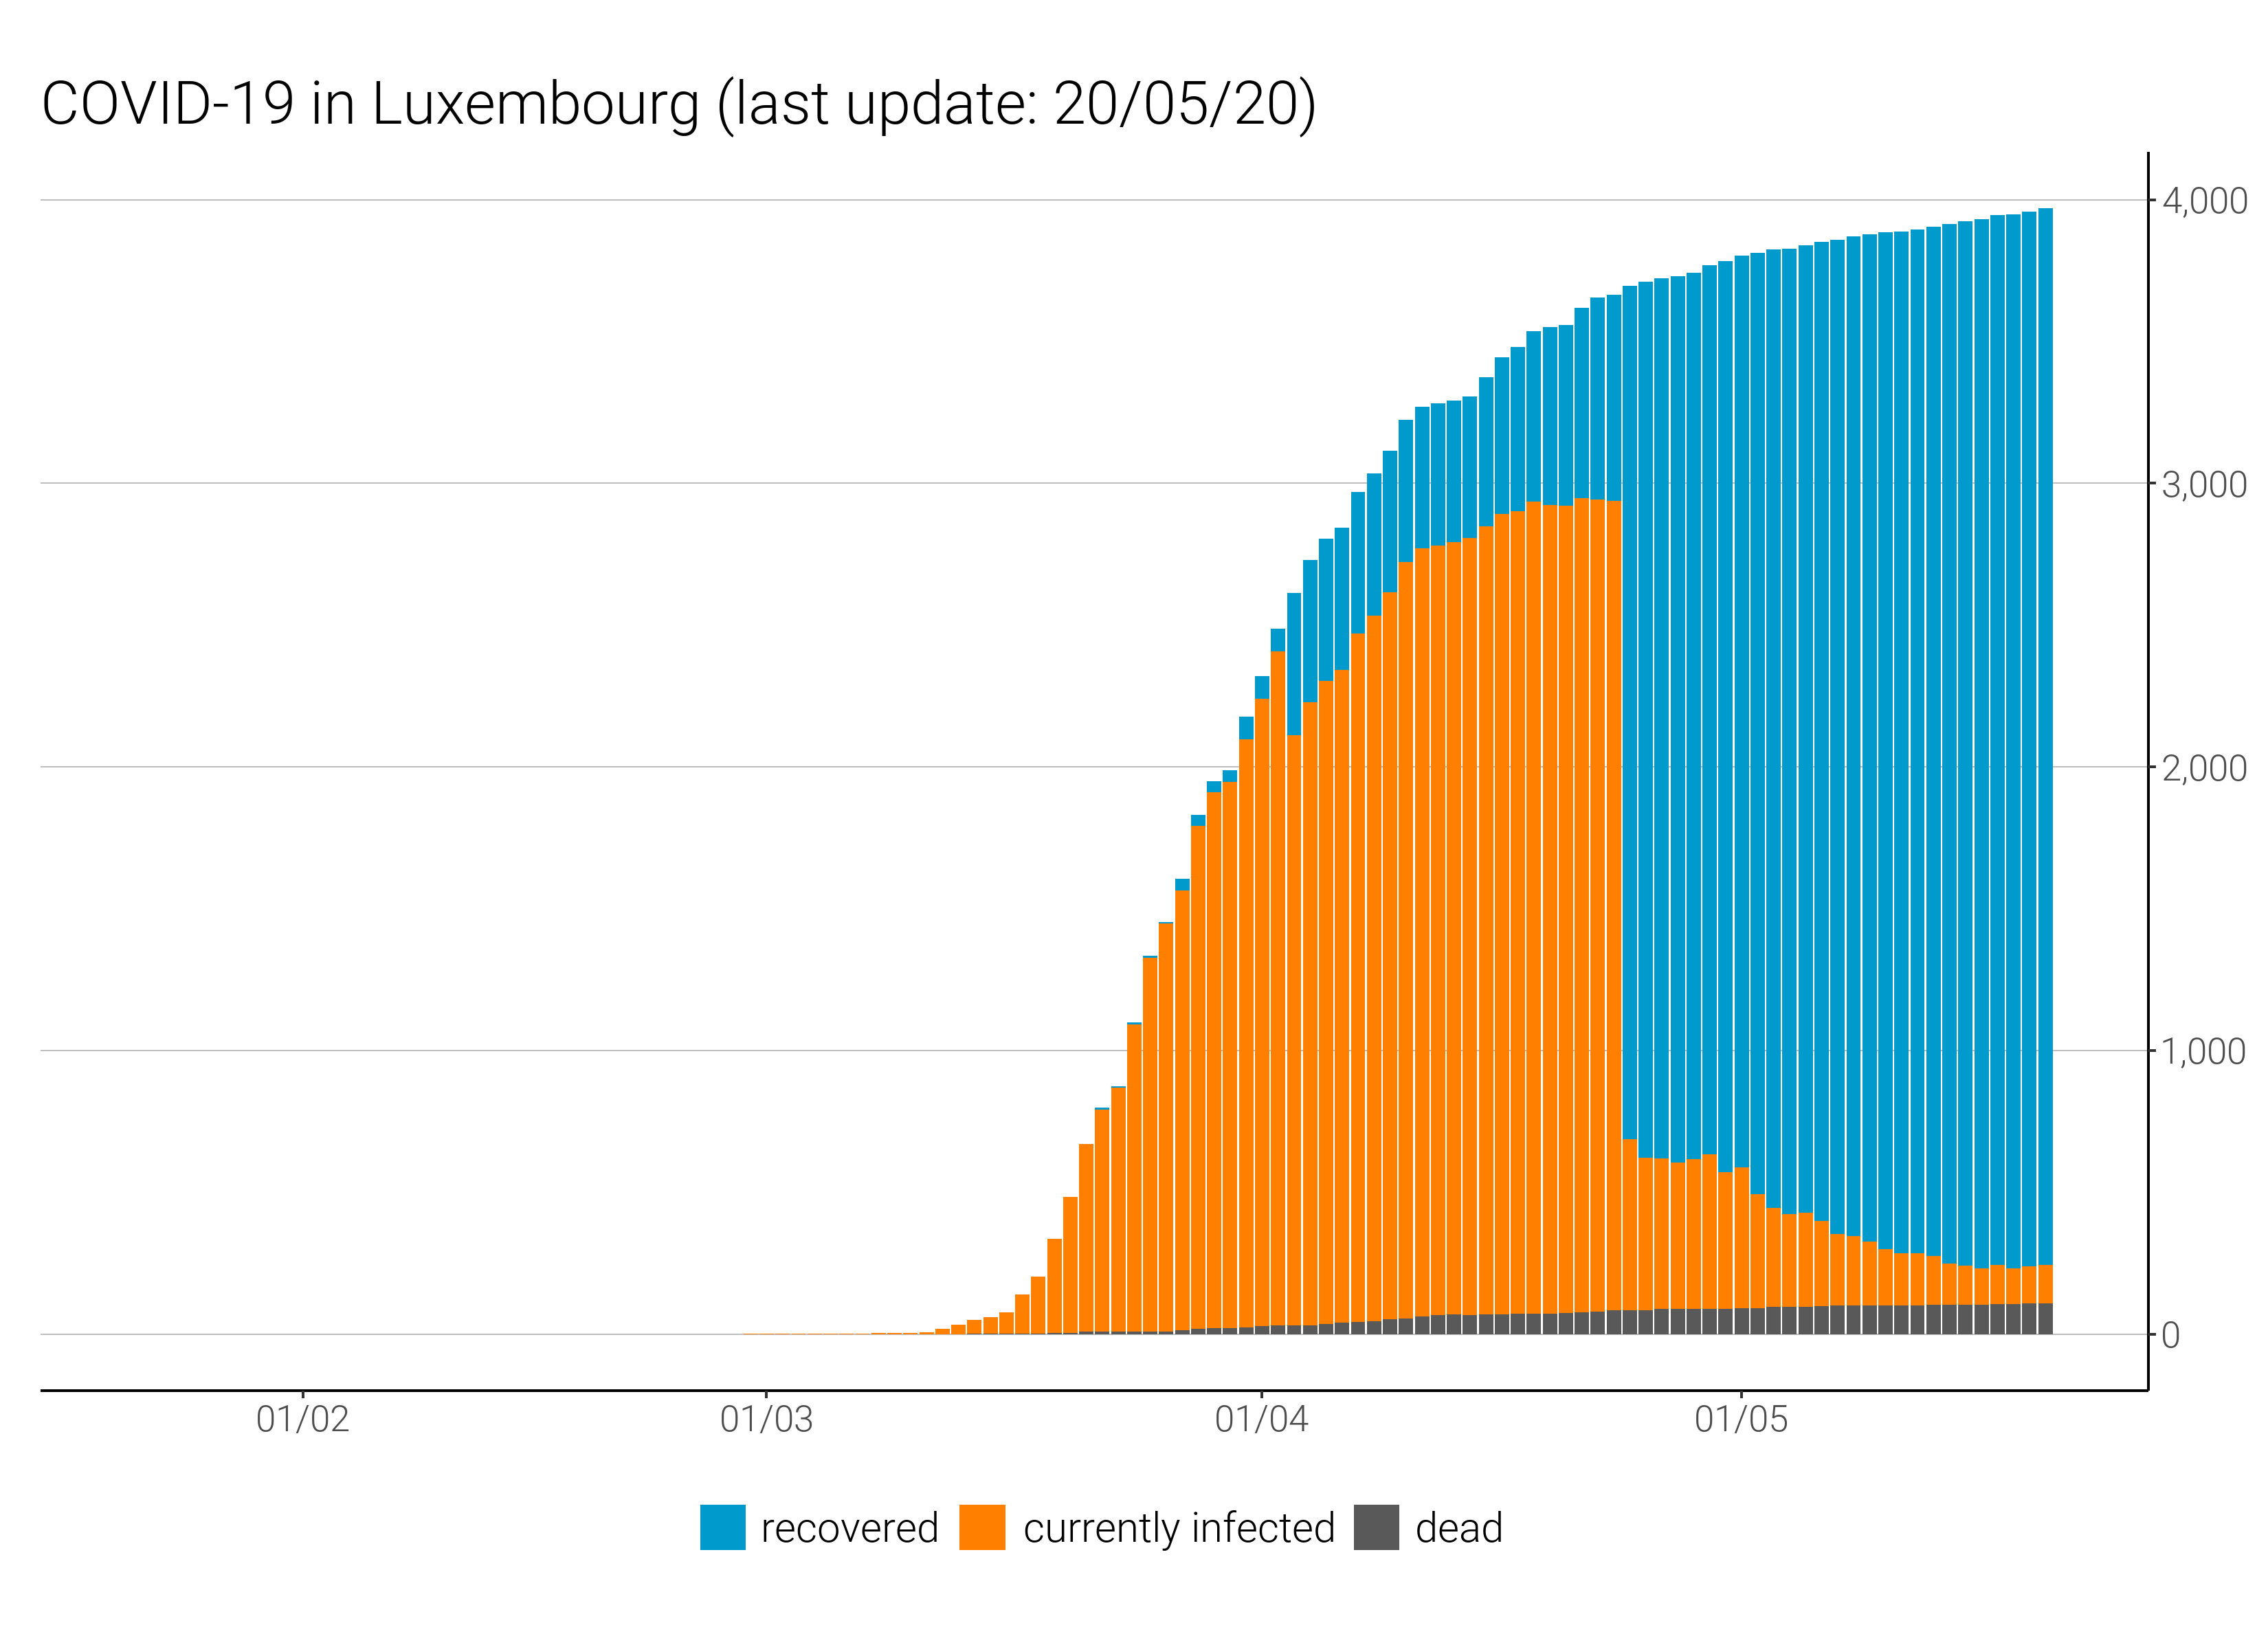 COVID-19 in Luxembourg (last update: 20/05/20)
4,000
3,000
2,000
1,000
0
01/02 01/03 01/04 01/05
recovered currently infected dead